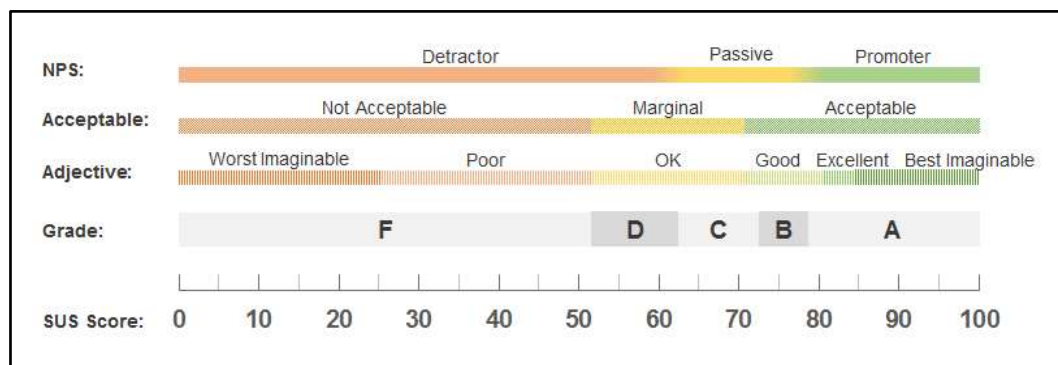 Detractor Passive Promoter
NPS:
Not Acceptable Marginal Acceptable
Acceptable:
Worst Imaginable Poor OK Good Excellent Best Imaginable
Adjective:
Grade: F D C B A
SUS Score: 0 10 20 30 40 50 60 70 80 90 100